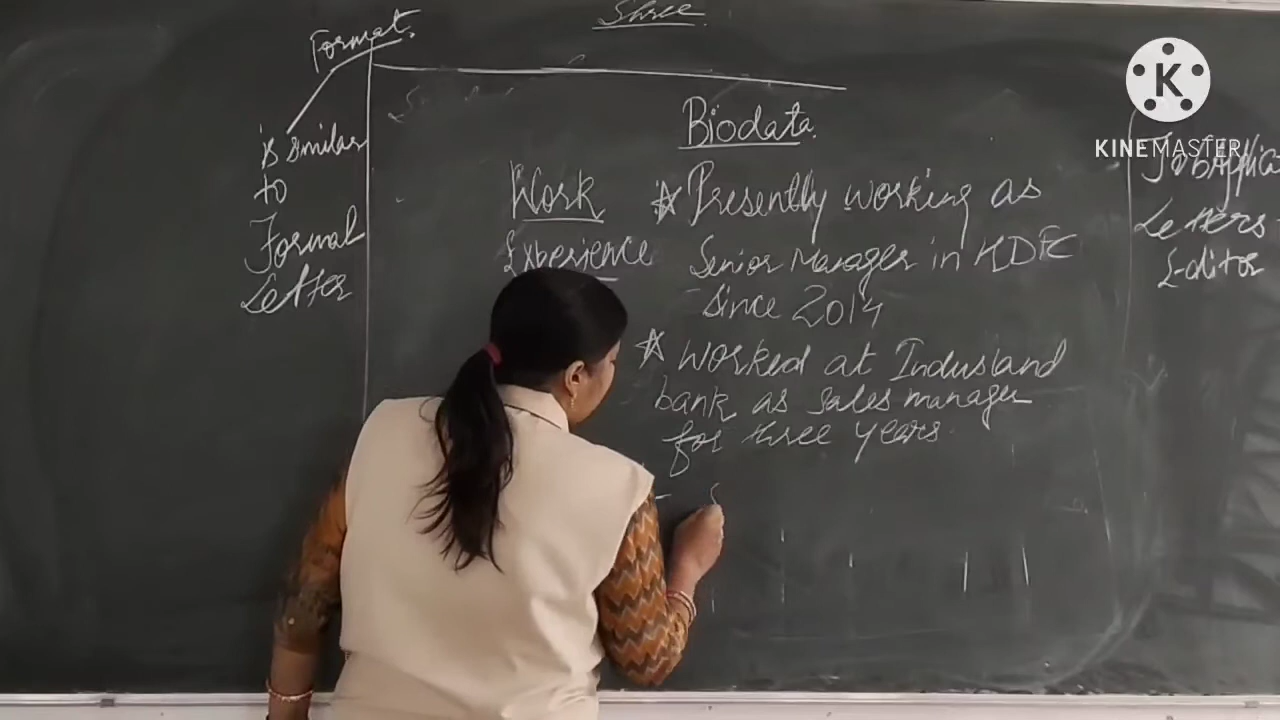 Shree
Format.
is similar
to
Formal
Letter
Biodata.
Work
Experience
Presently working as
Senior Manager in HDFC
since 2014
Worked at Indusland
bank as sales manager
for three years.
Letters
Editor
K
KINEMASTER